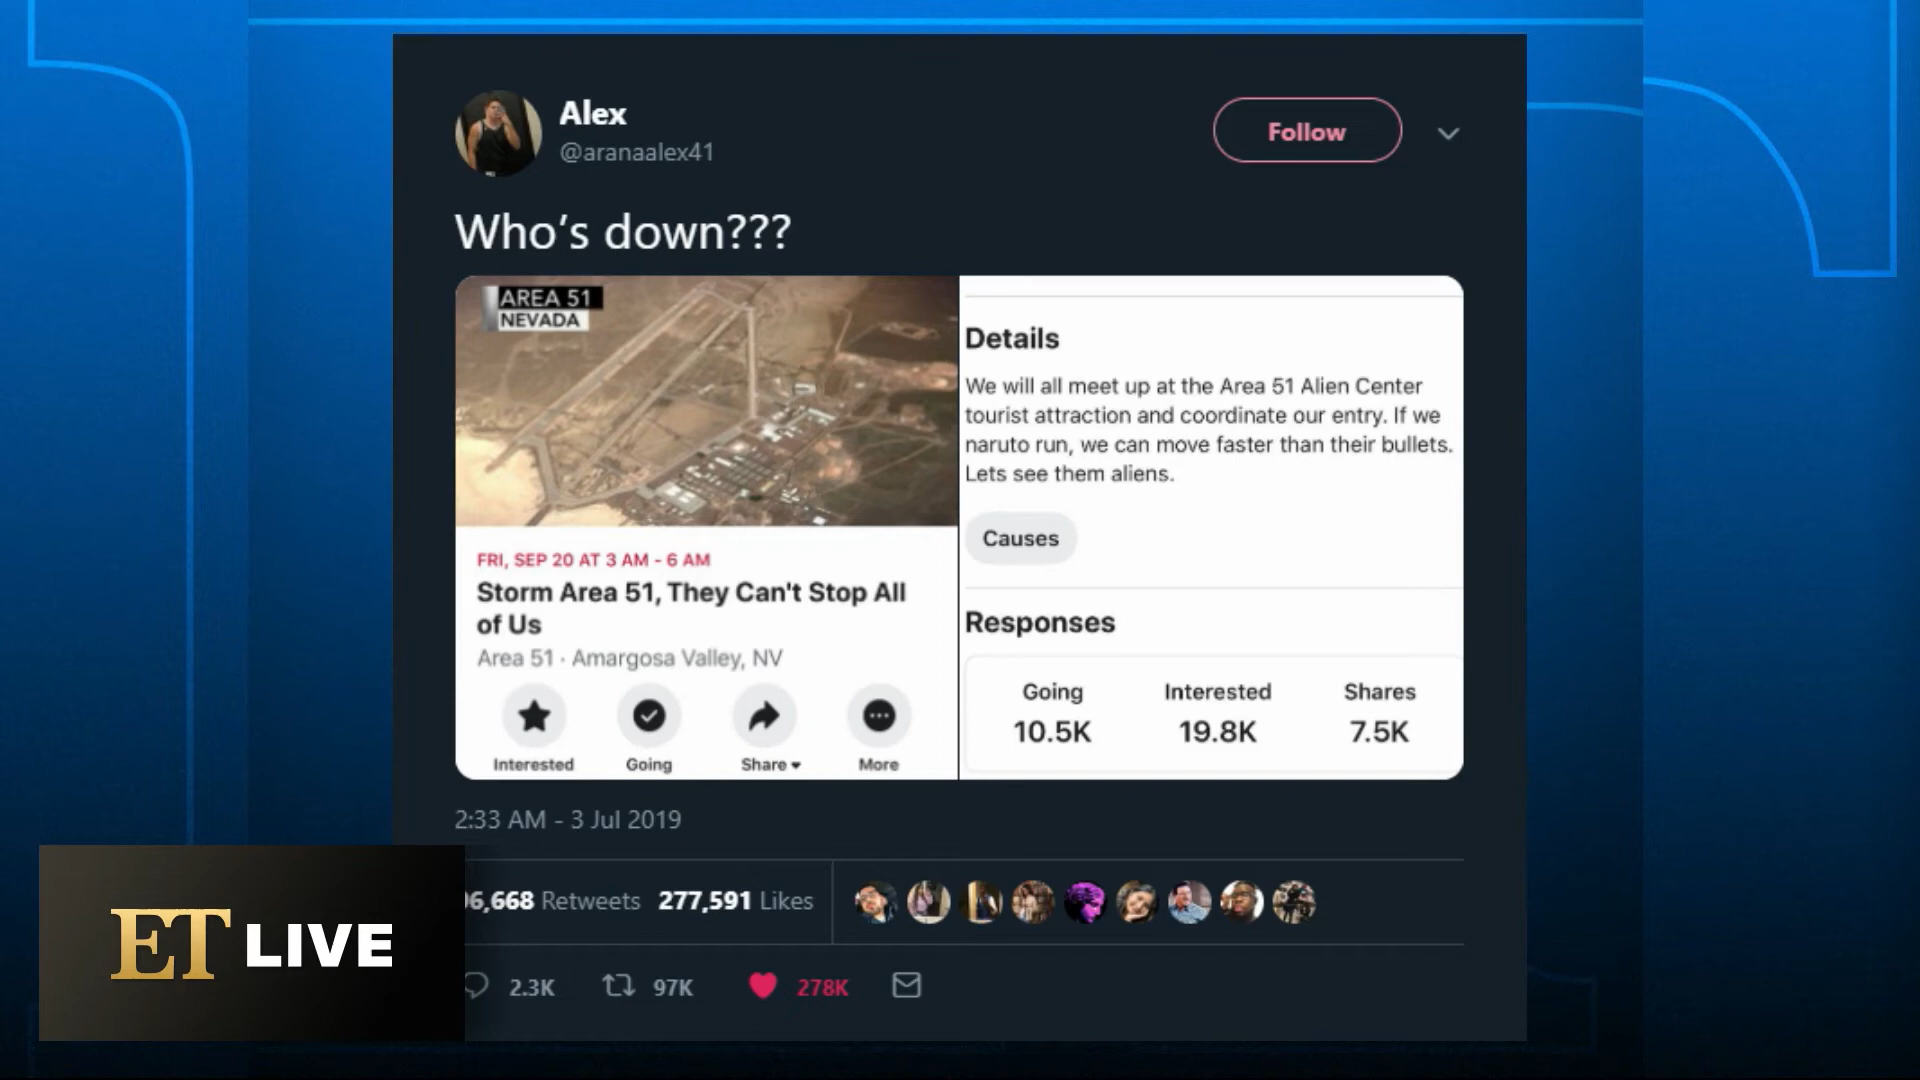 Alex
@aranaalex41
Follow
Who's down???
AREA 51
NEVADA
FRI, SEP 20 AT 3 AM - 6 AM
Storm Area 51, They Can't Stop All
of Us
Area 51 · Amargosa Valley, NV
Interested Going Share More
Details
We will all meet up at the Area 51 Alien Center
tourist attraction and coordinate our entry. If we
naruto run, we can move faster than their bullets.
Lets see them aliens.
Causes
Responses
Going Interested Shares
10.5K 19.8K 7.5K
2:33 AM - 3 Jul 2019
6,668 Retweets 277,591 Likes
2.3K 97K 278K
ET LIVE